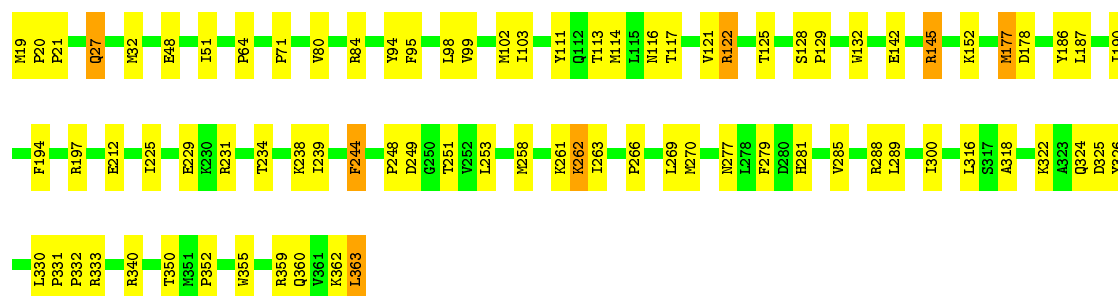 M19 P20 P21 Q27 M32 E48 I51 P64 P71 V80 R84 Y94 F95 L98 V99 M102 I103 Y111 Q112 T113 M114 L115 N116 T117 V121 R122 T125 S128 P129 W132 E142 R145 K152 M177 D178 Y186 L187
F194 R197 E212 I225 E229 K230 R231 T234 K238 I239 F244 P248 D249 G250 T251 V252 L253 M258 K261 K262 I263 P266 L269 M270 N277 L278 F279 D280 H281 V285 R288 L289 I300 L316 S317 A318 K322 A323 Q324 D325
L330 P331 P332 R333 R340 T350 M351 P352 W355 R359 Q360 V361 K362 L363